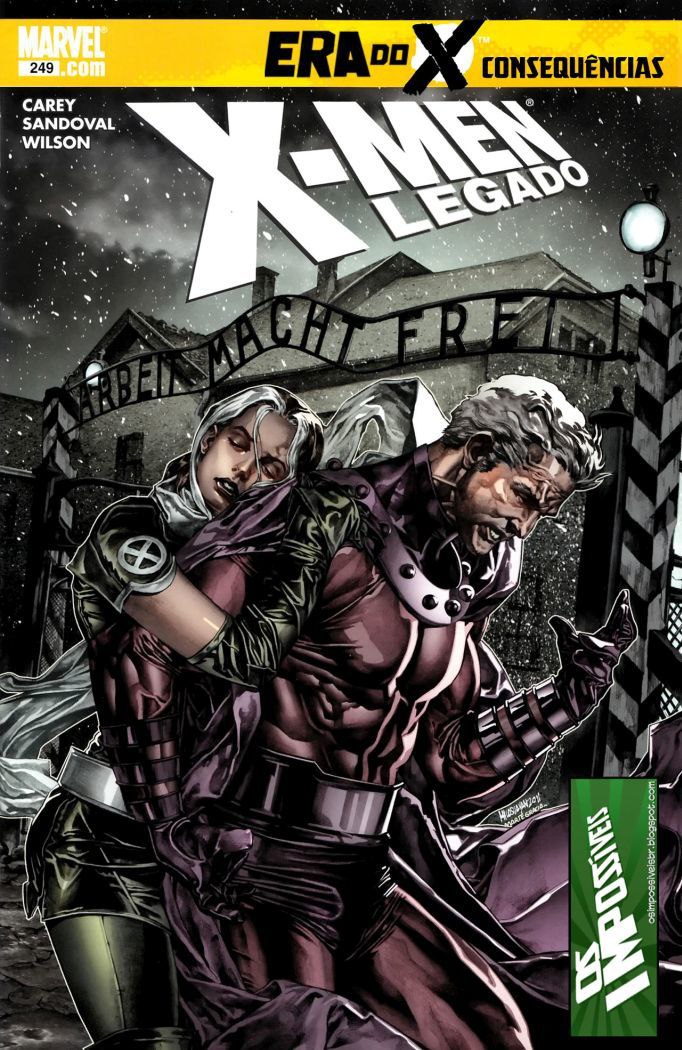 MARVEL®
249 .com
ERA DO X™ CONSEQUÊNCIAS
CAREY
SANDOVAL
WILSON
X-MEN®
LEGADO
ARBEIT MACHT FREI
OS
IMPOSSÍVEIS
osimpossiveisbr.blogspot.com